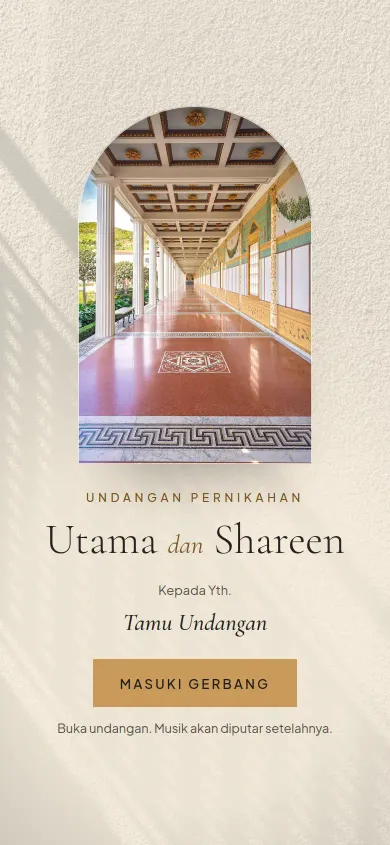 UNDANGAN PERNIKAHAN
Utama dan Shareen
Kepada Yth.
Tamu Undangan
MASUKI GERBANG
Buka undangan. Musik akan diputar setelahnya.